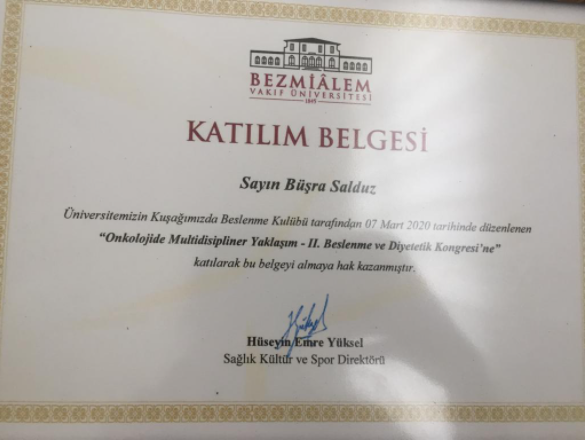 BEZMİÂLEM
VAKIF ÜNİVERSİTESİ
1845
KATILIM BELGESİ
Sayın Büşra Salduz
Üniversitemizin Kuşağımızda Beslenme Kulübü tarafından 07 Mart 2020 tarihinde düzenlenen
“Onkolojide Multidisipliner Yaklaşım - II. Beslenme ve Diyetetik Kongresi’ne”
katılarak bu belgeyi almaya hak kazanmıştır.
Hüseyin Emre Yüksel
Sağlık Kültür ve Spor Direktörü